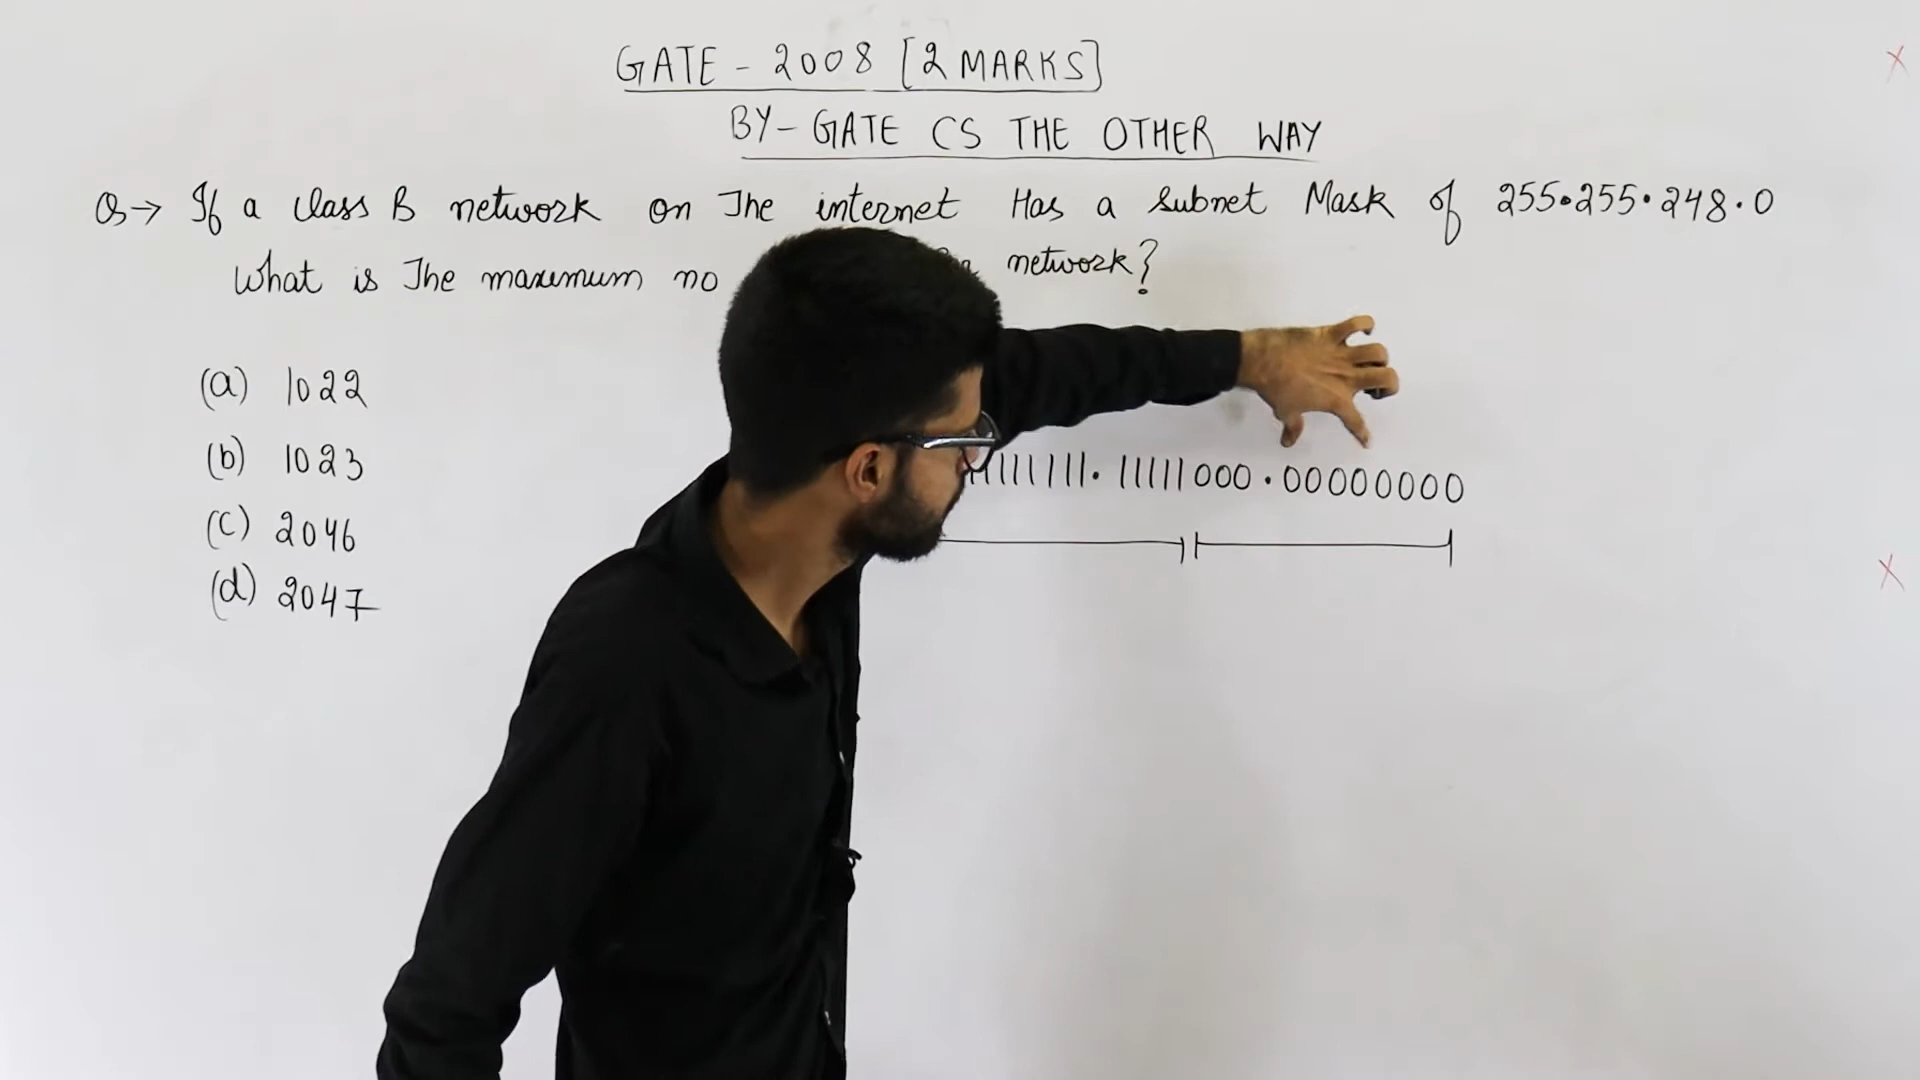 GATE - 2008 [2 MARKS]
BY- GATE CS THE OTHER WAY
Q→ If a class B network on The internet Has a Subnet Mask of 255.255.248.0
What is The maximum no network?
(a) 1022
(b) 1023
(c) 2046
(d) 2047
.11111000.00000000